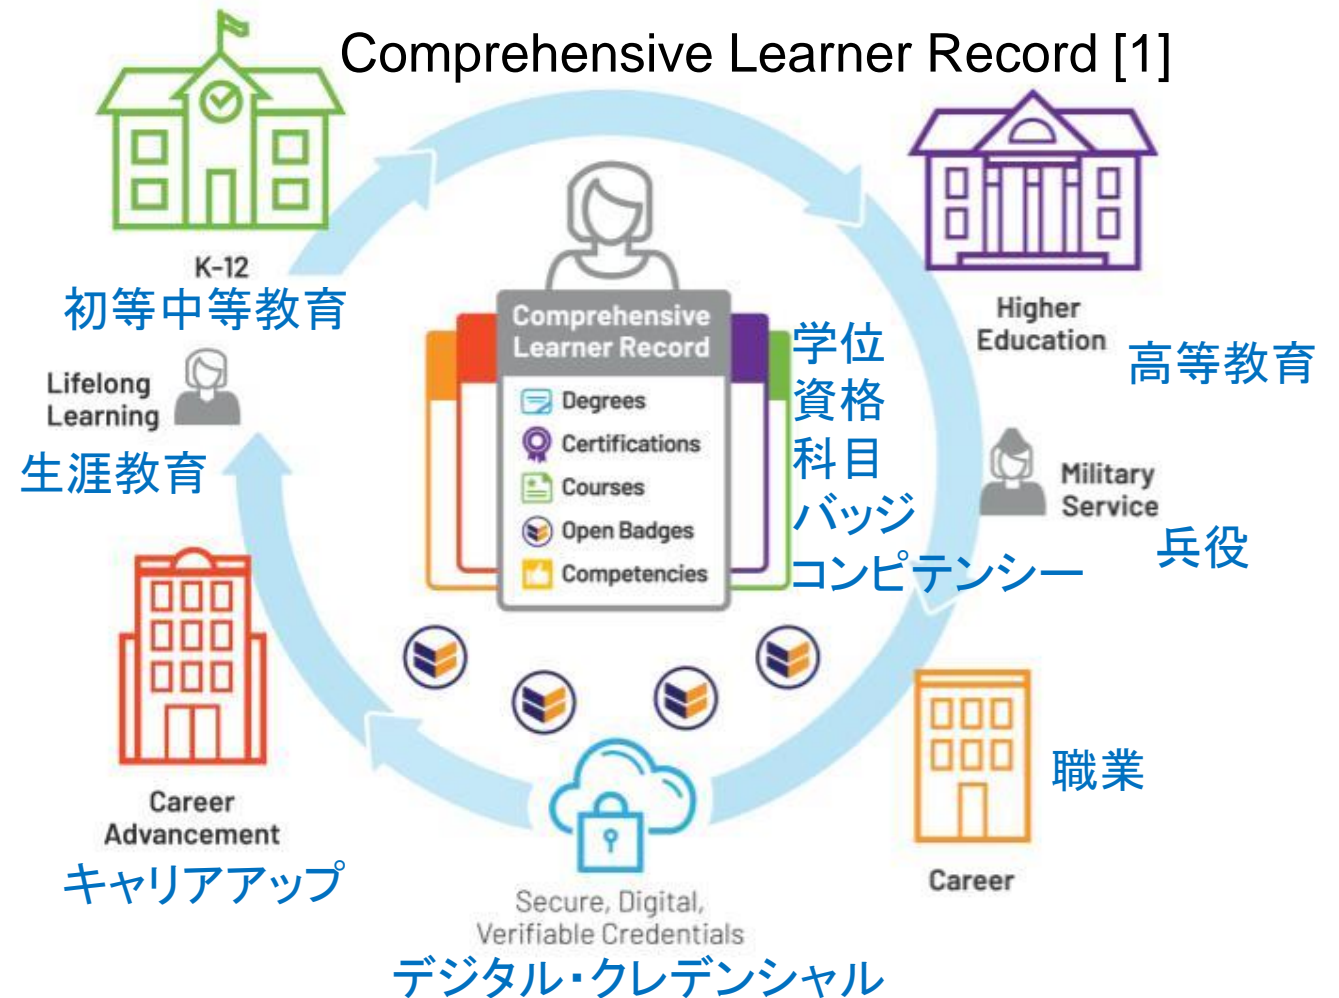 Comprehensive Learner Record [1]
K-12
初等中等教育
Higher
Education
高等教育
Comprehensive
Learner Record
Degrees
Certifications
Courses
Open Badges
Competencies
学位
資格
科目
バッジ
コンピテンシー
Lifelong
Learning
生涯教育
Military
Service
兵役
Career
Advancement
キャリアアップ
職業
Career
Secure, Digital,
Verifiable Credentials
デジタル・クレデンシャル